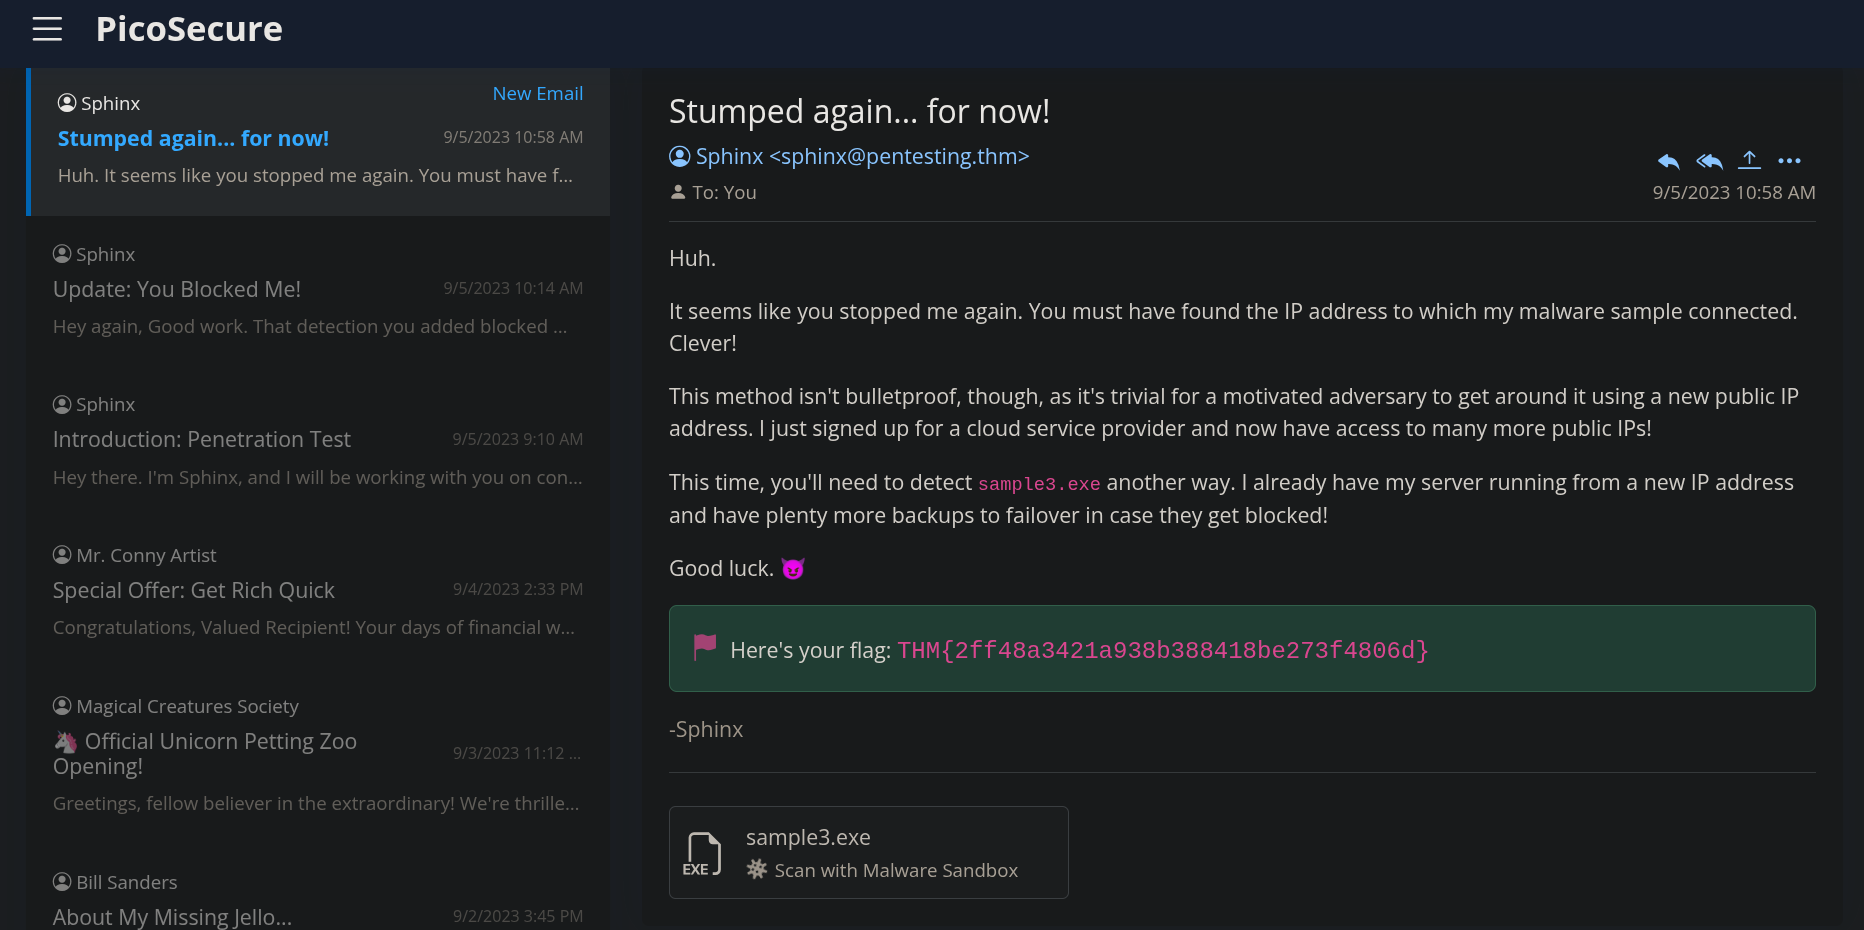 PicoSecure
Sphinx
New Email
Stumped again... for now!
9/5/2023 10:58 AM
Huh. It seems like you stopped me again. You must have f...
Sphinx
Update: You Blocked Me!
9/5/2023 10:14 AM
Hey again, Good work. That detection you added blocked ...
Sphinx
Introduction: Penetration Test
9/5/2023 9:10 AM
Hey there. I'm Sphinx, and I will be working with you on con...
Mr. Conny Artist
Special Offer: Get Rich Quick
9/4/2023 2:33 PM
Congratulations, Valued Recipient! Your days of financial w...
Magical Creatures Society
🦄 Official Unicorn Petting Zoo
Opening!
9/3/2023 11:12 ...
Greetings, fellow believer in the extraordinary! We're thrille...
Bill Sanders
About My Missing Jello...
9/2/2023 3:45 PM
Stumped again... for now!
Sphinx <sphinx@pentesting.thm>
To: You
9/5/2023 10:58 AM
Huh.
It seems like you stopped me again. You must have found the IP address to which my malware sample connected.
Clever!
This method isn't bulletproof, though, as it's trivial for a motivated adversary to get around it using a new public IP
address. I just signed up for a cloud service provider and now have access to many more public IPs!
This time, you'll need to detect sample3.exe another way. I already have my server running from a new IP address
and have plenty more backups to failover in case they get blocked!
Good luck. 😈
Here's your flag: THM{2ff48a3421a938b388418be273f4806d}
-Sphinx
EXE
sample3.exe
Scan with Malware Sandbox